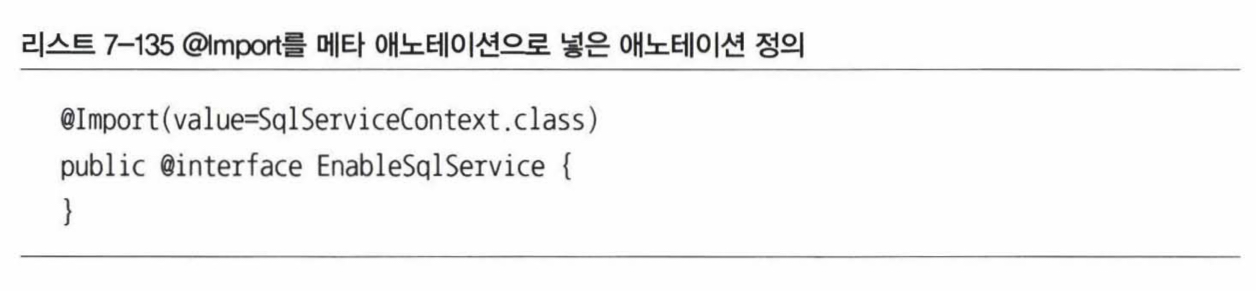 리스트 7-135 @Import를 메타 애노테이션으로 넣은 애노테이션 정의
@Import(value=SqlServiceContext.class)
public @interface EnableSqlService {
}